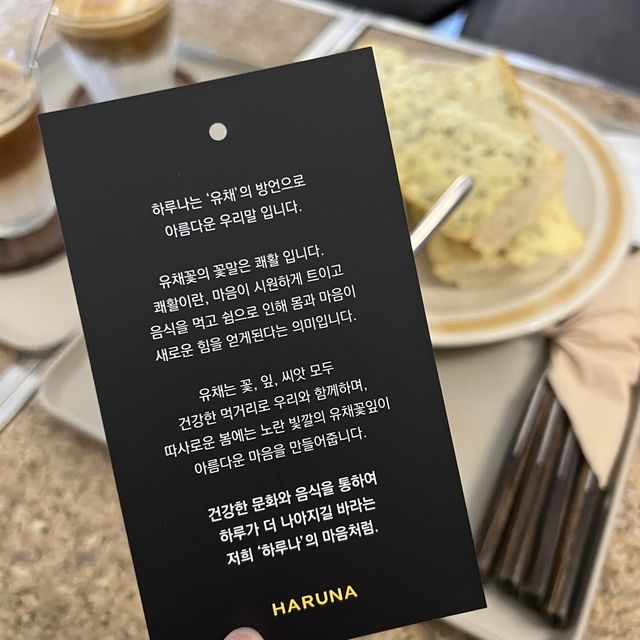 하루나는 '유채'의 방언으로
아름다운 우리말 입니다.
유채꽃의 꽃말은 쾌활 입니다.
쾌활이란, 마음이 시원하게 트이고
음식을 먹고 쉼으로 인해 몸과 마음이
새로운 힘을 얻게된다는 의미입니다.
유채는 꽃, 잎, 씨앗 모두
건강한 먹거리로 우리와 함께하며,
따사로운 봄에는 노란 빛깔의 유채꽃잎이
아름다운 마음을 만들어줍니다.
건강한 문화와 음식을 통하여
하루가 더 나아지길 바라는
저희 '하루나'의 마음처럼.
HARUNA